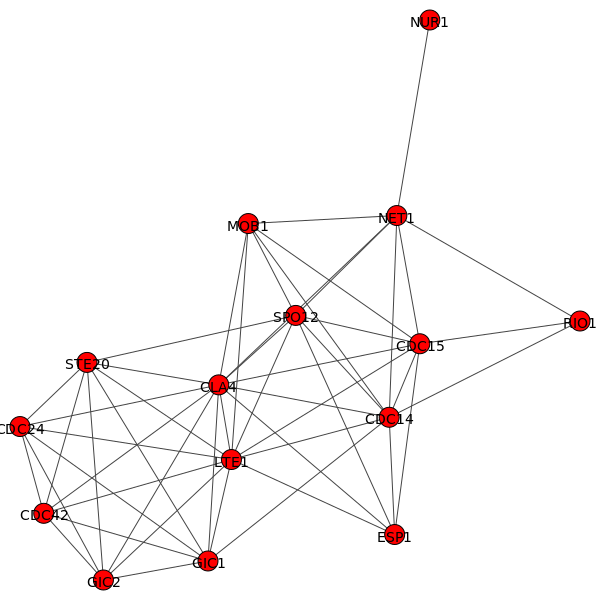 NUR1
NET1
MOB1
SPO12
RIO1
CDC15
STE20
CLA4
CDC14
CDC24
LTE1
CDC42
ESP1
GIC1
GIC2